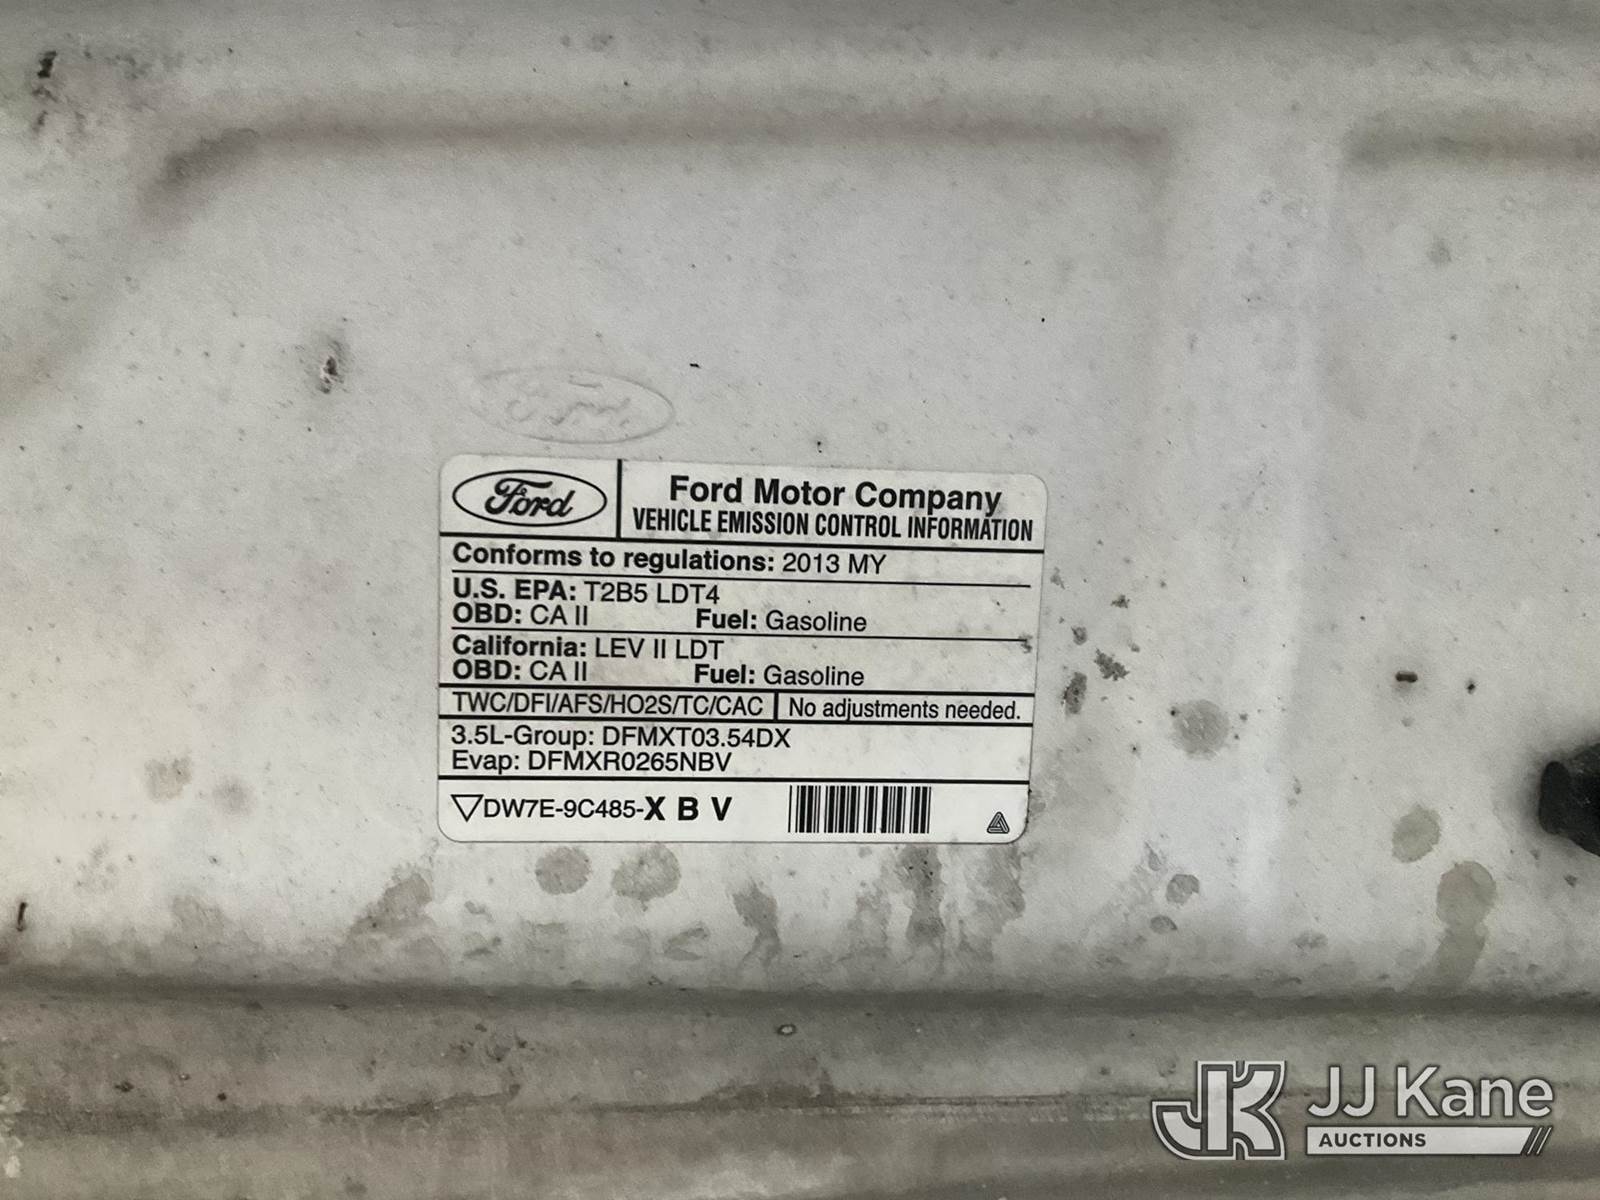 Ford
Ford
Ford Motor Company
VEHICLE EMISSION CONTROL INFORMATION
Conforms to regulations: 2013 MY
U.S. EPA: T2B5 LDT4
OBD: CA II Fuel: Gasoline
California: LEV II LDT
OBD: CA II Fuel: Gasoline
TWC/DFI/AFS/HO2S/TC/CAC No adjustments needed.
3.5L-Group: DFMXT03.54DX
Evap: DFMXR0265NBV
DW7E-9C485-X B V
JK JJ Kane
AUCTIONS